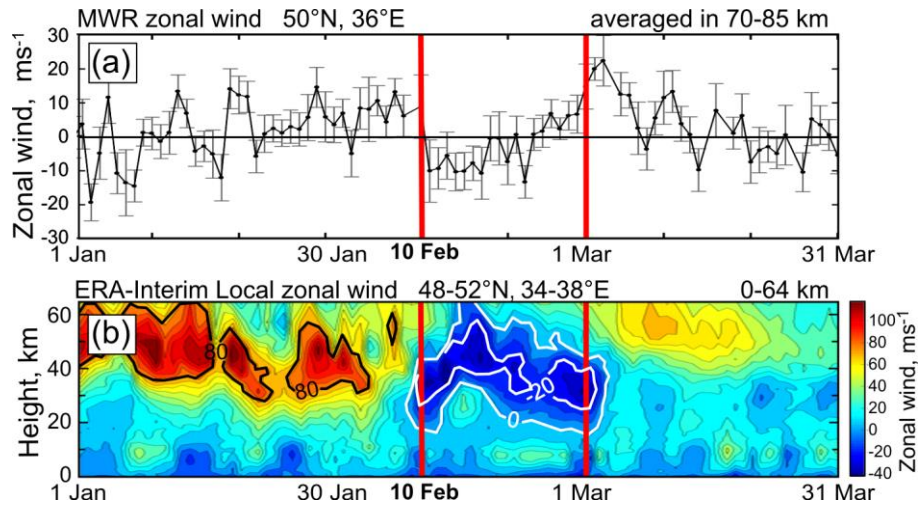 MWR zonal wind 50°N, 36°E averaged in 70-85 km
(a)
Zonal wind, ms⁻¹
30
20
10
0
-10
-20
-30
1 Jan 30 Jan 10 Feb 1 Mar 31 Mar
ERA-Interim Local zonal wind 48-52°N, 34-38°E 0-64 km
(b)
Height, km
60
40
20
0
80
80
-20
0
1 Jan 30 Jan 10 Feb 1 Mar 31 Mar
100
80
60
40
20
0
-20
-40
Zonal wind, ms⁻¹